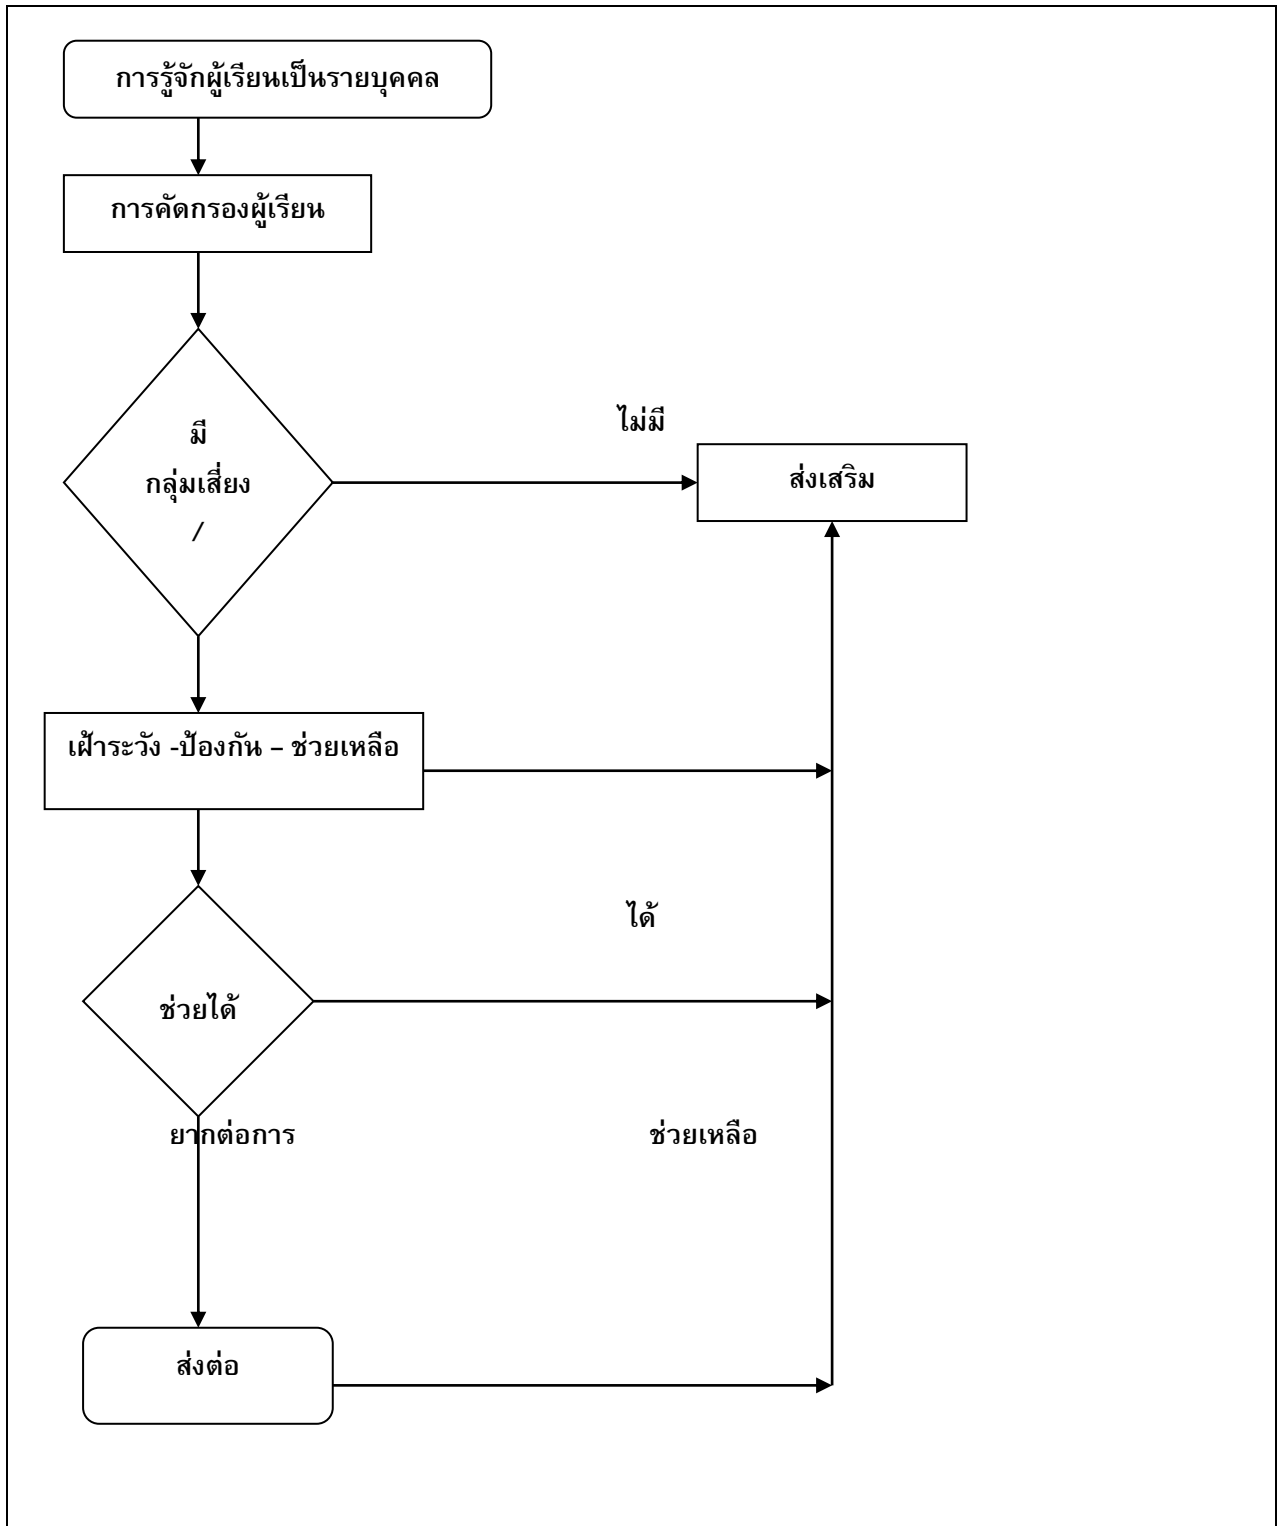 การรู้จักผู้เรียนเป็นรายบุคคล
การคัดกรองผู้เรียน
มี
กลุ่มเสี่ยง
/
ไม่มี
ส่งเสริม
เฝ้าระวัง -ป้องกัน – ช่วยเหลือ
ได้
ช่วยได้
ยากต่อการ ช่วยเหลือ
ส่งต่อ